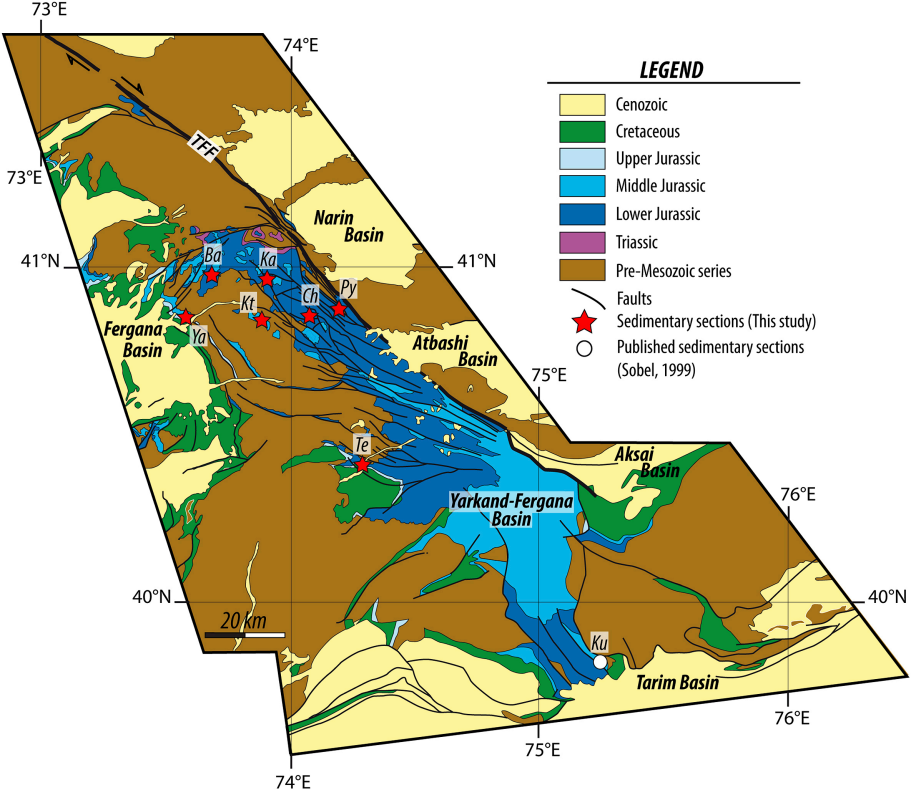 73°E
74°E
TFF
73°E
Narin
Basin
41°N
41°N
Ba
Ka
Kt
Ch
Py
Fergana
Basin
Ya
Atbashi
Basin
75°E
Te
Aksai
Basin
Yarkand-Fergana
Basin
76°E
40°N
40°N
20 km
Ku
Tarim Basin
76°E
75°E
74°E
LEGEND
Cenozoic
Cretaceous
Upper Jurassic
Middle Jurassic
Lower Jurassic
Triassic
Pre-Mesozoic series
Faults
Sedimentary sections (This study)
Published sedimentary sections
(Sobel, 1999)